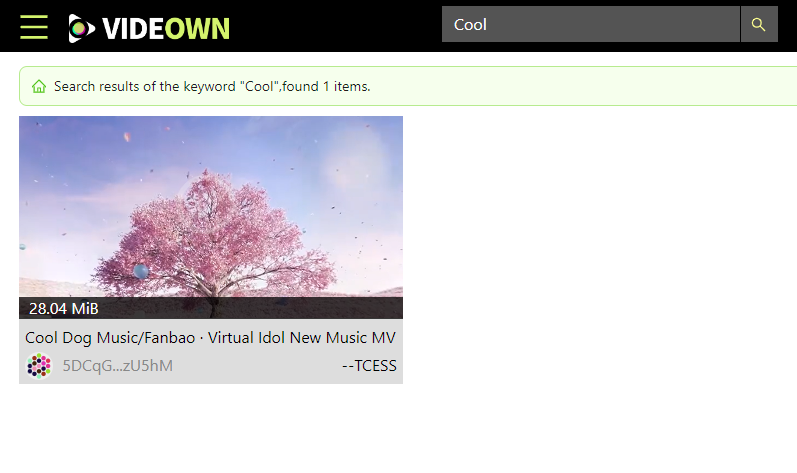 VIDEOWN
Cool
Search results of the keyword "Cool",found 1 items.
28.04 MiB
Cool Dog Music/Fanbao · Virtual Idol New Music MV
5DCqG...zU5hM
--TCESS